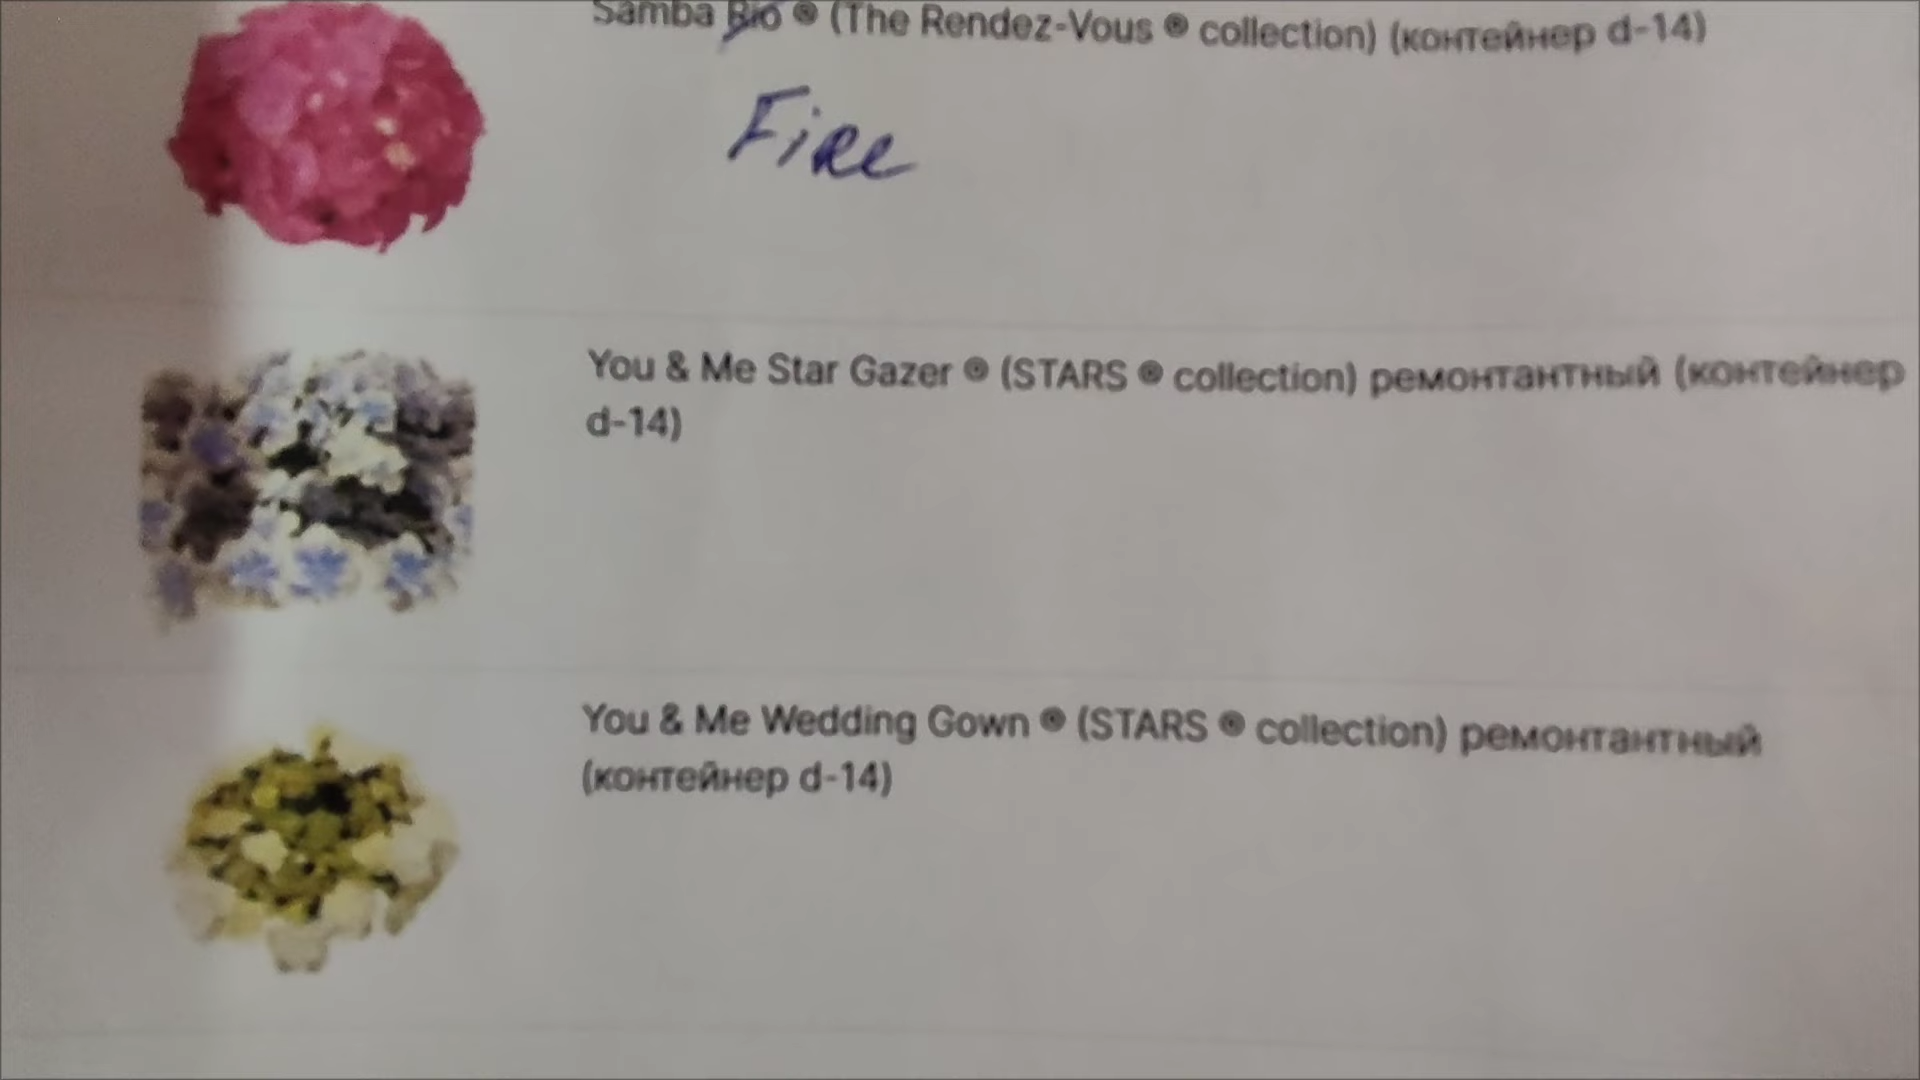 Samba Rio ® (The Rendez-Vous ® collection) (контейнер d-14)
Fire
You & Me Star Gazer ® (STARS ® collection) ремонтантный (контейнер
d-14)
You & Me Wedding Gown ® (STARS ® collection) ремонтантный
(контейнер d-14)